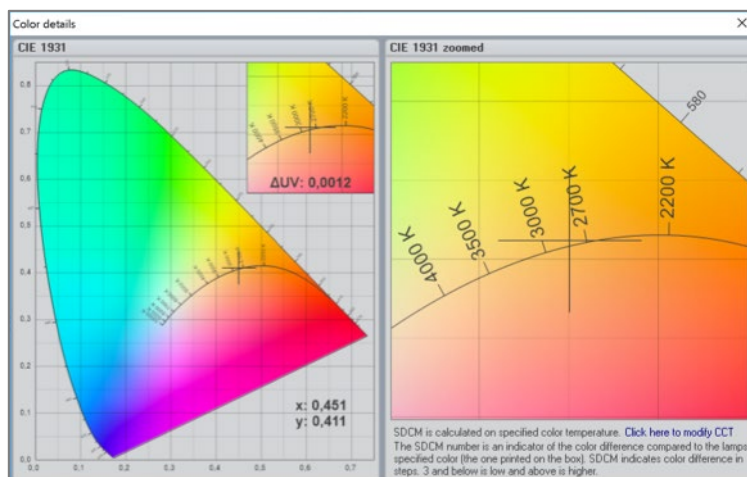 Color details
CIE 1931
ΔUV: 0,0012
2200 K
0,8
0,7
0,6
0,5
0,4
0,3
0,2
0,1
0,0
0,1
0,2
0,3
0,4
0,5
0,6
0,7
x: 0,451
y: 0,411
CIE 1931 zoomed
580
4000 K
3500 K
3000 K
2700 K
2200 K
SDCM is calculated on specified color temperature. Click here to modify CCT
The SDCM number is an indicator of the color difference compared to the lamps
specified color (the one printed on the box). SDCM indicates color difference in
steps. 3 and below is low and above is higher.